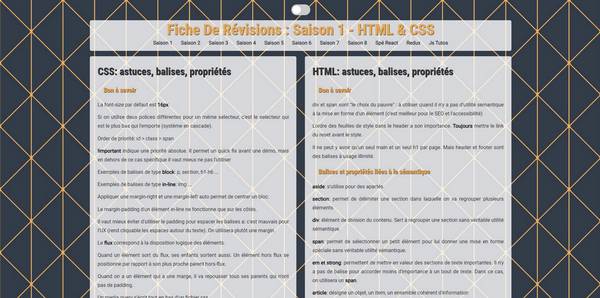 Fiche De Révisions : Saison 1 - HTML & CSS
Saison 1 Saison 2 Saison 3 Saison 4 Saison 5 Saison 6 Saison 7 Saison 8 Spé React Redux Js Tutos
CSS: astuces, balises, propriétés
Bon à savoir
La font-size par défaut est 16px
Si on utilise deux polices différentes pour un même selecteur, c'est le selecteur qui
est le plus bas qui l'emporte (système en cascade).
Order de priorité: id > class > span
!important indique une priorité absolue. Il permet un quick fix avant une démo, mais
en dehors de ce cas spécifique il vaut mieux ne pas l'utiliser
Exemples de balises de type block: p, section, h1-h6 ...
Exemples de balises de type in-line: img ...
Appliquer une margin-right et une margin-left auto permet de centrer un bloc.
Le margin-padding d'un élément in-line ne fonctionne que sur les côtés.
Il vaut mieux éviter d'utiliser le padding pour espacer les balises a: c'est mauvais pour
l'UX (rend cliquable les espaces autour du texte). On utilisera plutôt une margin.
Le flux correspond à la disposition logique des éléments.
Quand un élément sort du flux, ses enfants sortent aussi. Un élément hors flux se
positionne par rapport à son plus proche parent hors-flux.
Quand on a un élément qui a une marge, il va repousser tous ses parents qui n'ont
pas de padding.
HTML: astuces, balises, propriétés
Bon à savoir
div et span sont "le choix du pauvre" : à utiliser quand il n'y a pas d'utilité sémantique
à la mise en forme d'un élément (c'est meilleur pour le SEO et l'accessibilité)
L'ordre des feuilles de style dans le header a son importance. Toujours mettre le link
du reset avant le style.
Il ne peut y avoir qu'un seul main et un seul h1 par page. Mais header et footer sont
des balises à usage illimité.
Balises et propriétés liées à la sémantique
aside: s'utilise pour des apartés.
section: permet de délimiter une section dans laquelle on va regrouper plusieurs
éléments.
div: élément de division du contenu. Sert à regrouper une section sans véritable utilité
sémantique.
span: permet de sélectionner un petit élément pour lui donner une mise en forme
spéciale sans véritable utilité sémantique.
em et strong: permettent de mettre en valeur des sections de texte importantes. Il n'y
a pas de balise pour accorder moins d'importance à un bout de texte. Dans ce cas,
on utilisera un span.
article: désigne un objet, un item, un ensemble cohérent d'information